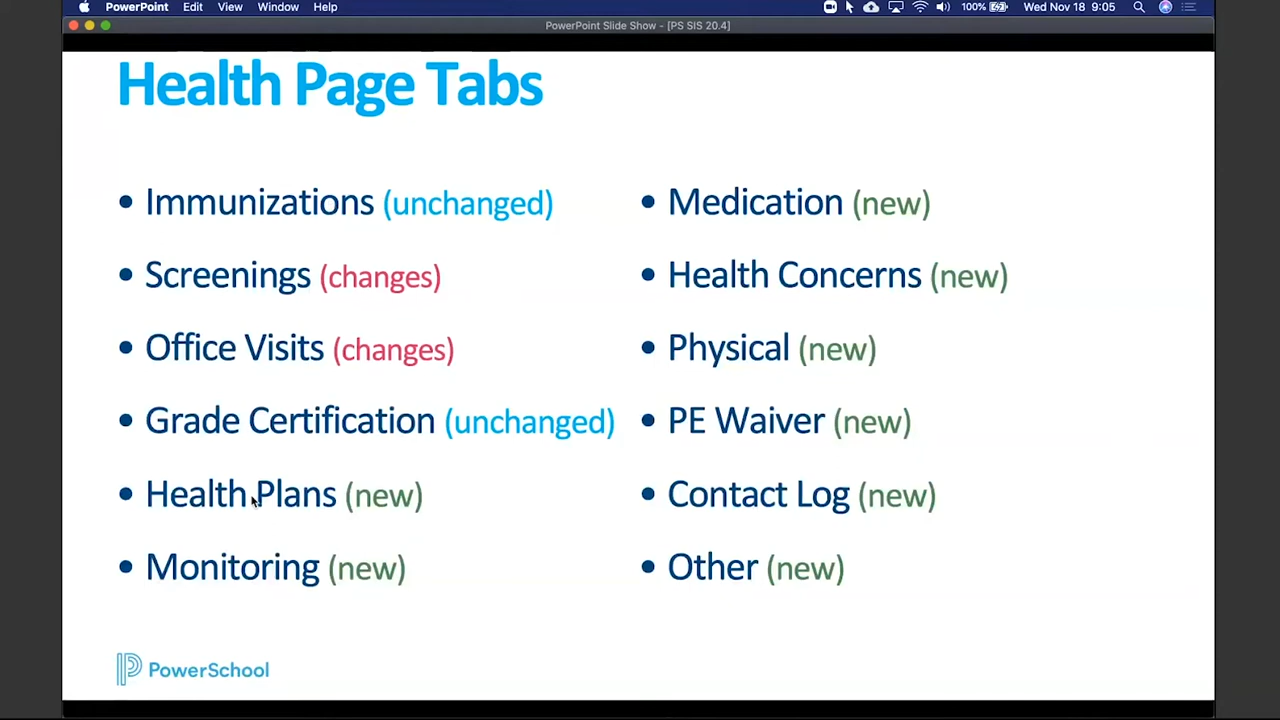 PowerPoint Edit View Window Help 100% Wed Nov 18 9:05
PowerPoint Slide Show - [PS SIS 20.4]
Health Page Tabs
• Immunizations (unchanged)
• Screenings (changes)
• Office Visits (changes)
• Grade Certification (unchanged)
• Health Plans (new)
• Monitoring (new)
• Medication (new)
• Health Concerns (new)
• Physical (new)
• PE Waiver (new)
• Contact Log (new)
• Other (new)
PowerSchool